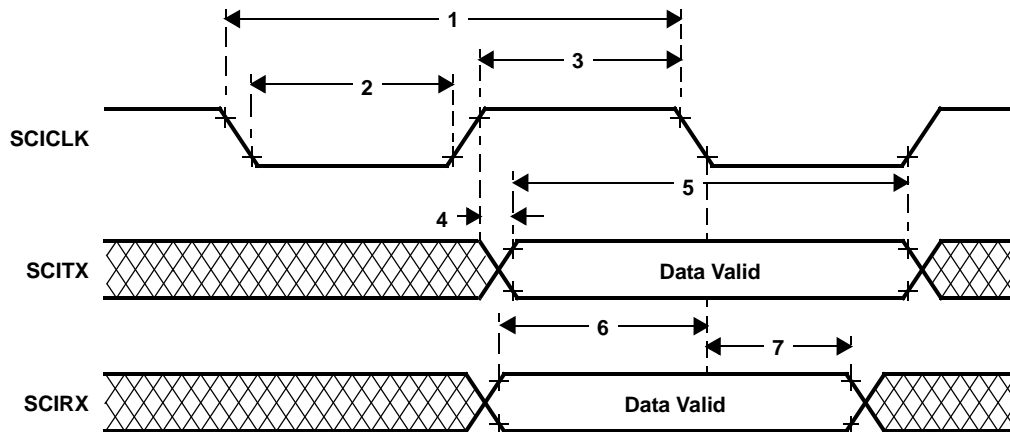 1
2
3
SCICLK
4
5
SCITX
Data Valid
6
7
SCIRX
Data Valid